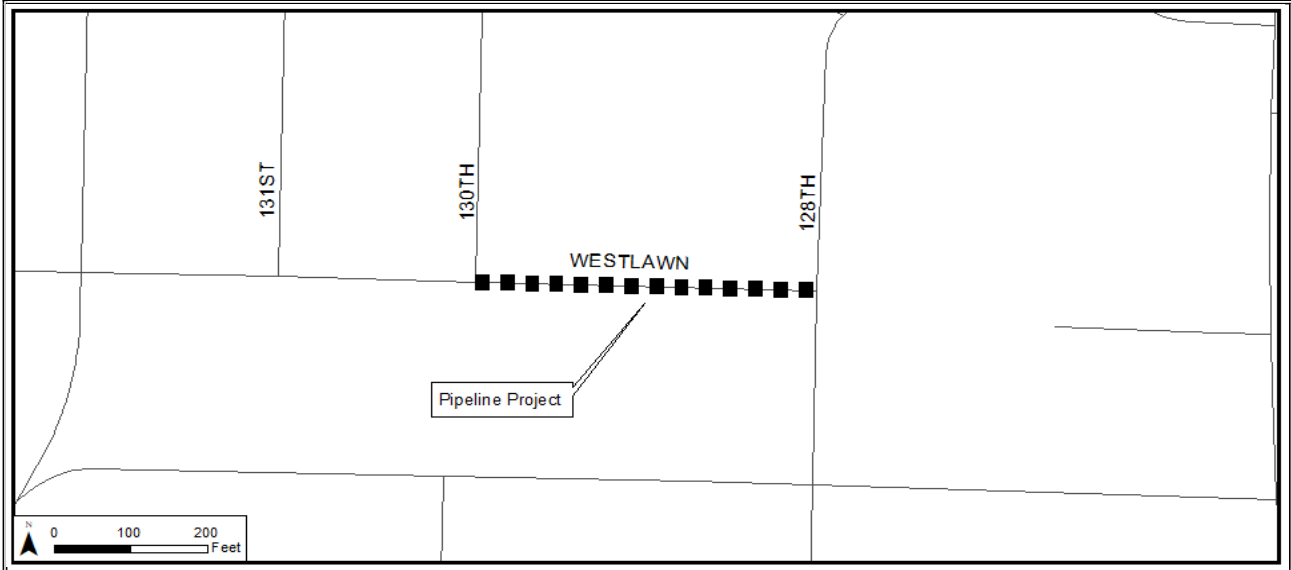 131ST
130TH
128TH
WESTLAWN
Pipeline Project
N
0 100 200
Feet